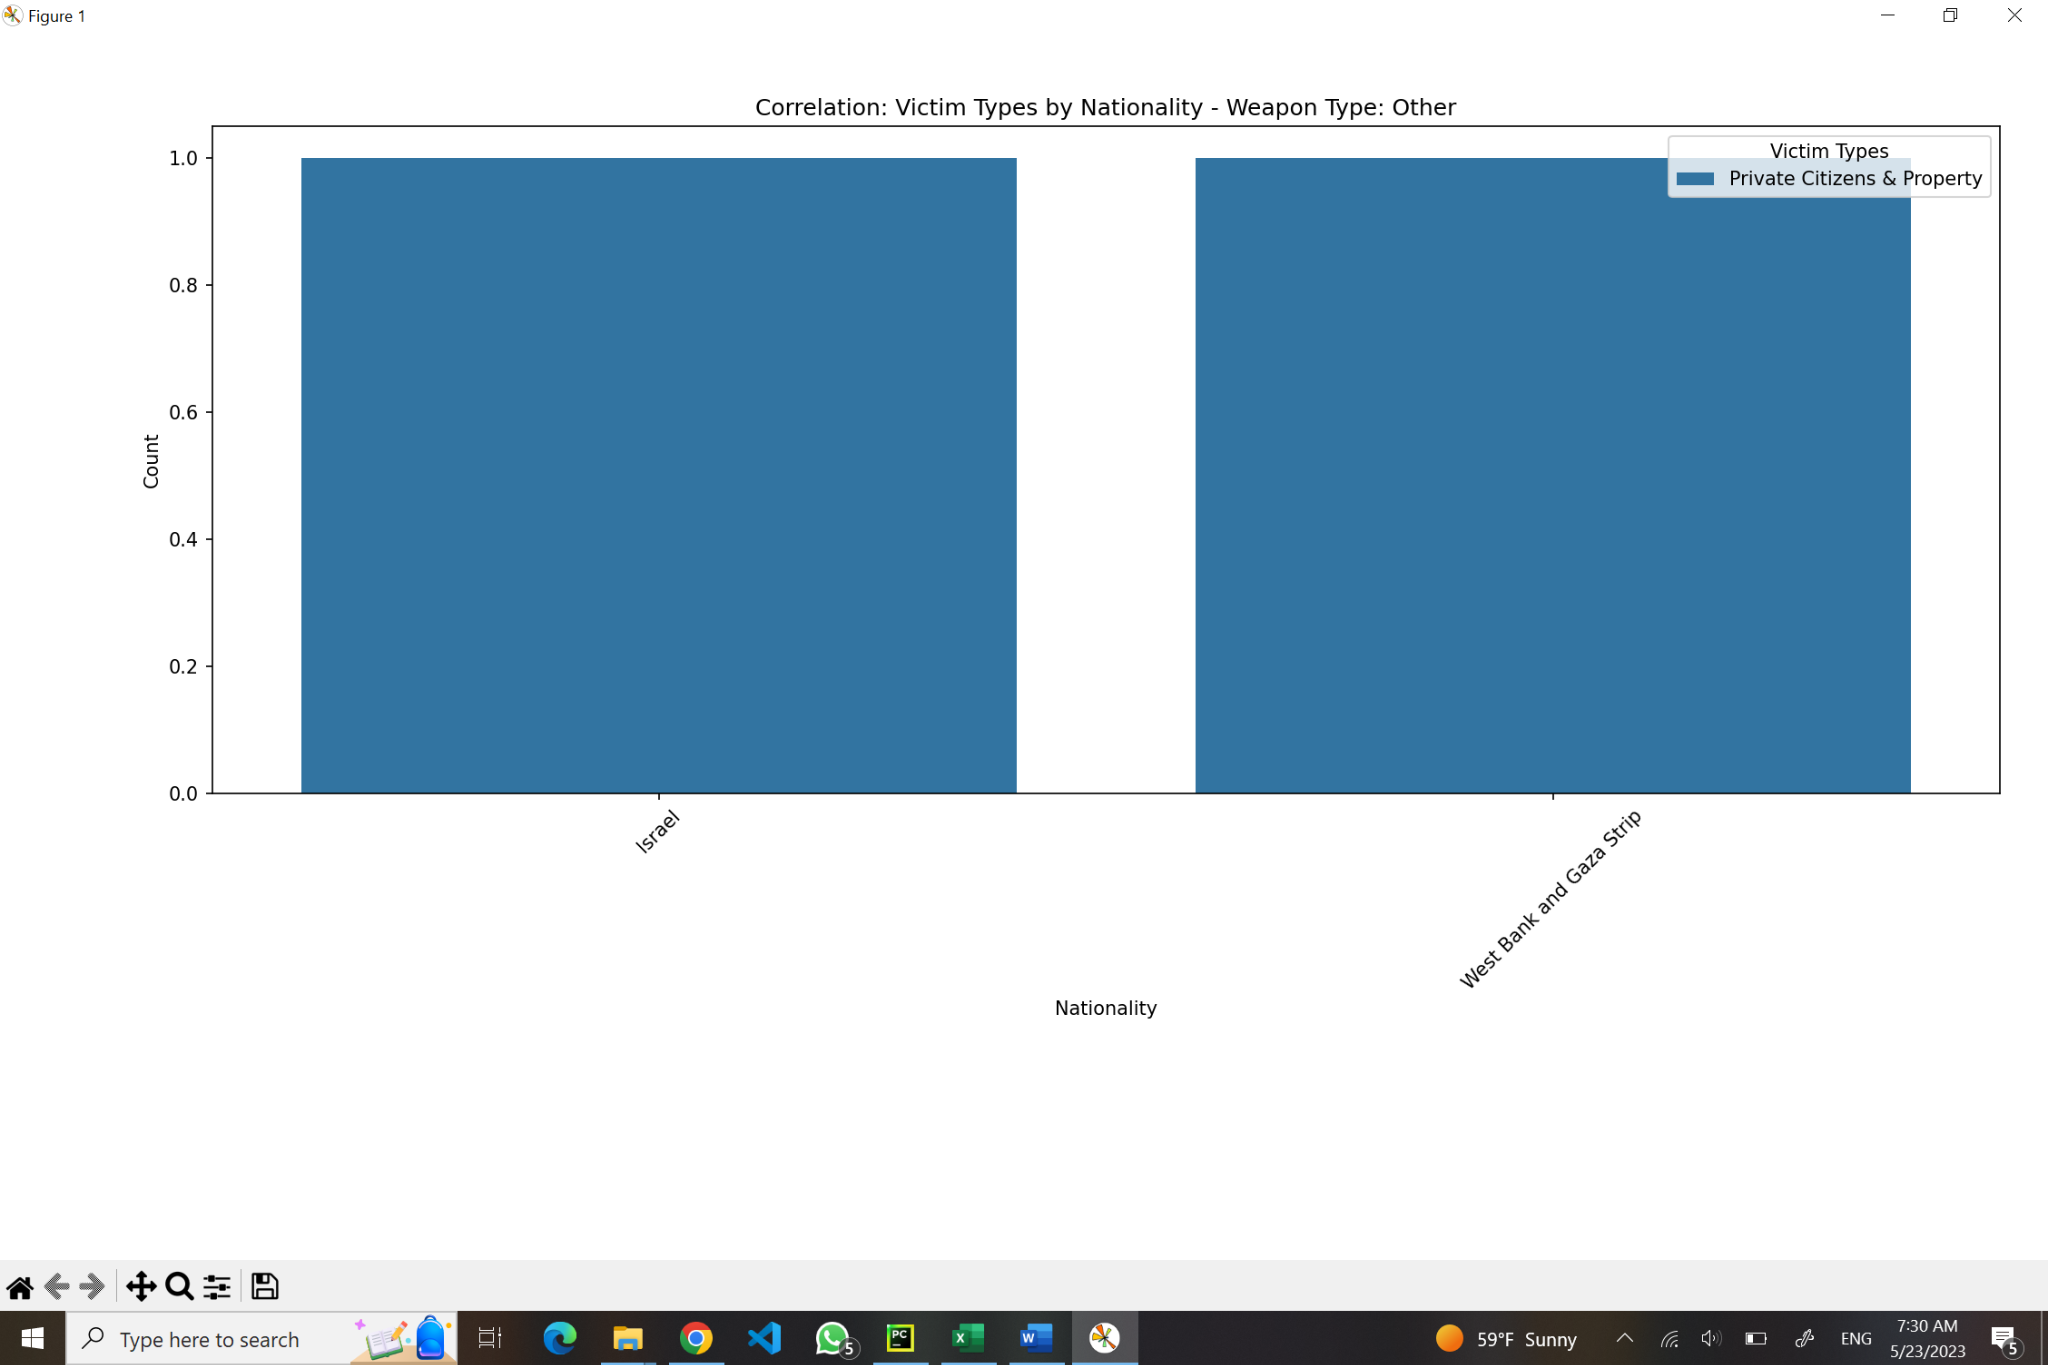 Figure 1
Correlation: Victim Types by Nationality - Weapon Type: Other
Victim Types
Private Citizens & Property
1.0
0.8
0.6
0.4
0.2
0.0
Count
Israel
West Bank and Gaza Strip
Nationality
Type here to search
5
PC
X
W
59°F Sunny
ENG
7:30 AM
5/23/2023
5